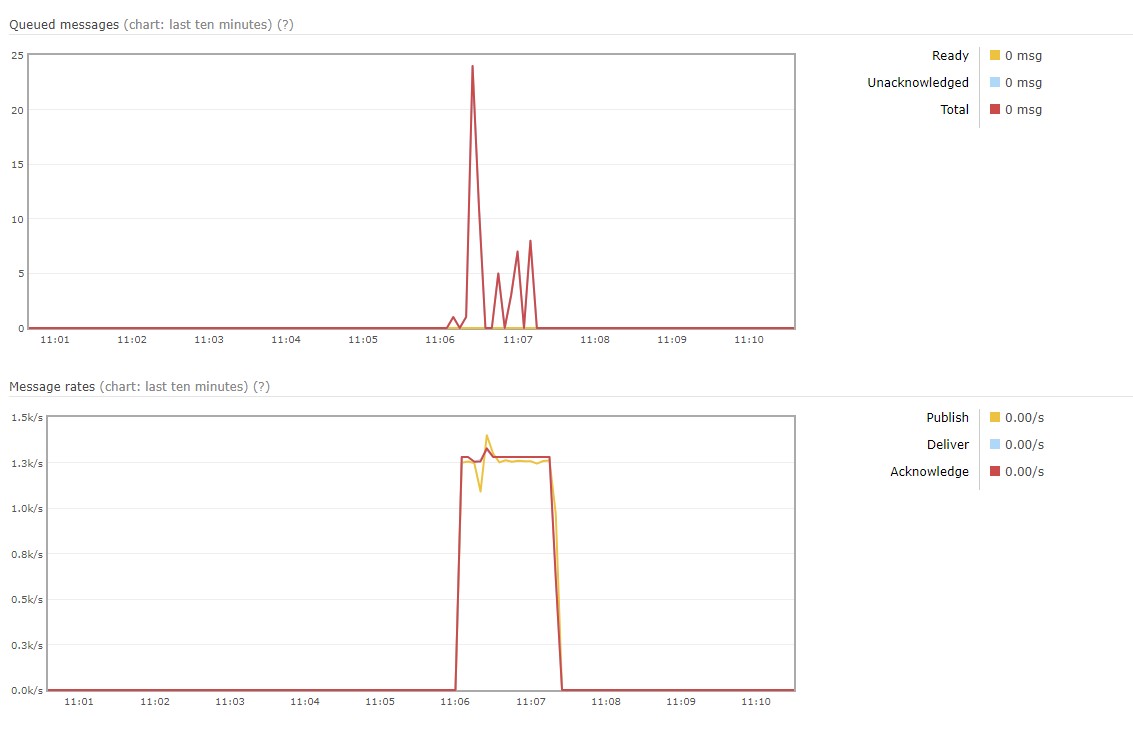 Queued messages (chart: last ten minutes) (?)
25
20
15
10
5
0
11:01 11:02 11:03 11:04 11:05 11:06 11:07 11:08 11:09 11:10
Ready 0 msg
Unacknowledged 0 msg
Total 0 msg
Message rates (chart: last ten minutes) (?)
1.5k/s
1.3k/s
1.0k/s
0.8k/s
0.5k/s
0.3k/s
0.0k/s
11:01 11:02 11:03 11:04 11:05 11:06 11:07 11:08 11:09 11:10
Publish 0.00/s
Deliver 0.00/s
Acknowledge 0.00/s